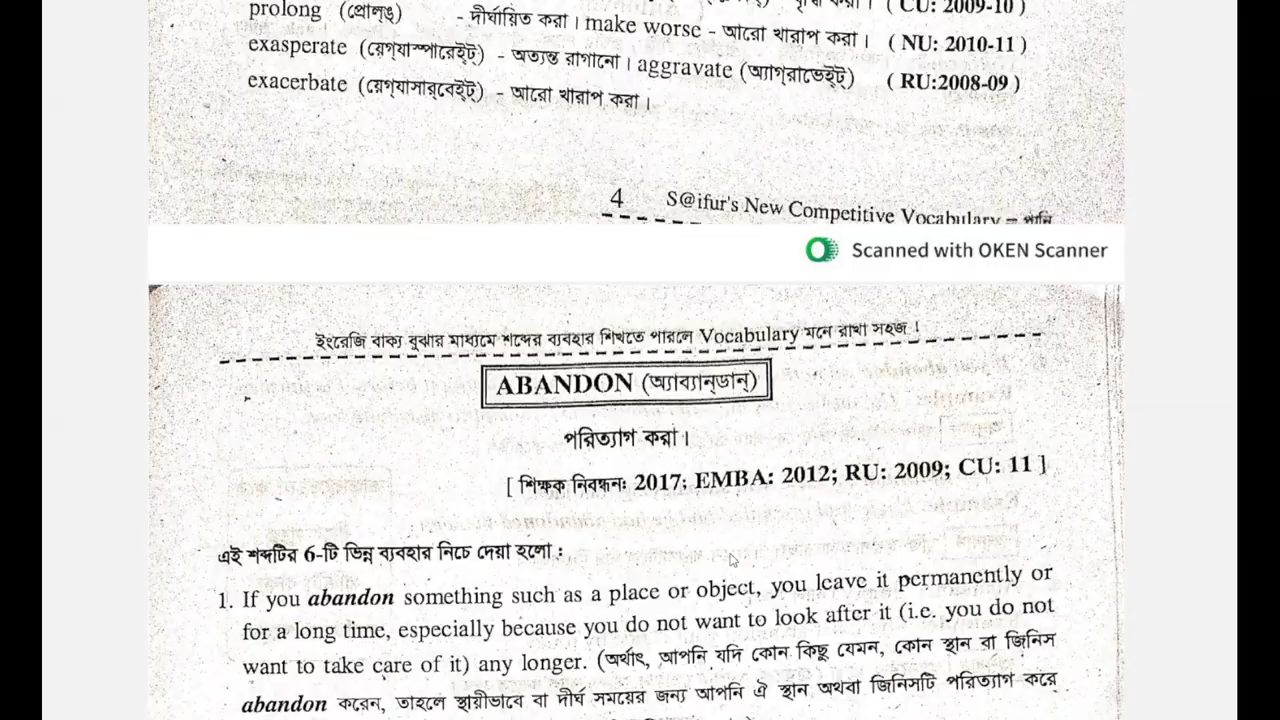 prolong (প্রোলঙ্) - দীর্ঘায়িত করা। make worse - আরো খারাপ করা। ( CU: 2009-10 )
exasperate (য়েগ্যাস্পারেইট্) - অত্যন্ত রাগানো। aggravate (অ্যাগ্রাভেইট্) ( NU: 2010-11 )
exacerbate (য়েগ্যাসার্বেইট্) - আরো খারাপ করা। ( RU:2008-09 )
4 S@ifur's New Competitive Vocabulary –
Scanned with OKEN Scanner
ইংরেজি বাক্য বুঝার মাধ্যমে শব্দের ব্যবহার শিখতে পারলে Vocabulary মনে রাখা সহজ !
ABANDON (অ্যাব্যান্ডান্)
পরিত্যাগ করা।
[ শিক্ষক নিবন্ধন: 2017; EMBA: 2012; RU: 2009; CU: 11 ]
এই শব্দটির 6-টি ভিন্ন ব্যবহার নিচে দেয়া হলো :
1. If you abandon something such as a place or object, you leave it permanently or
for a long time, especially because you do not want to look after it (i.e. you do not
want to take care of it) any longer. (অর্থাৎ, আপনি যদি কোন কিছু যেমন, কোন স্থান বা জিনিস
abandon করেন, তাহলে স্থায়ীভাবে বা দীর্ঘ সময়ের জন্য আপনি ঐ স্থান অথবা জিনিসটি পরিত্যাগ করে